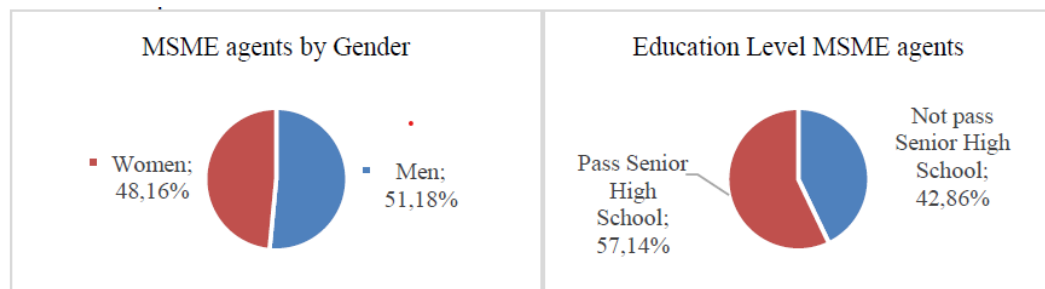 MSME agents by Gender
Women;
48,16%
Men;
51,18%
Education Level MSME agents
Pass Senior
High
School;
57,14%
Not pass
Senior High
School;
42,86%